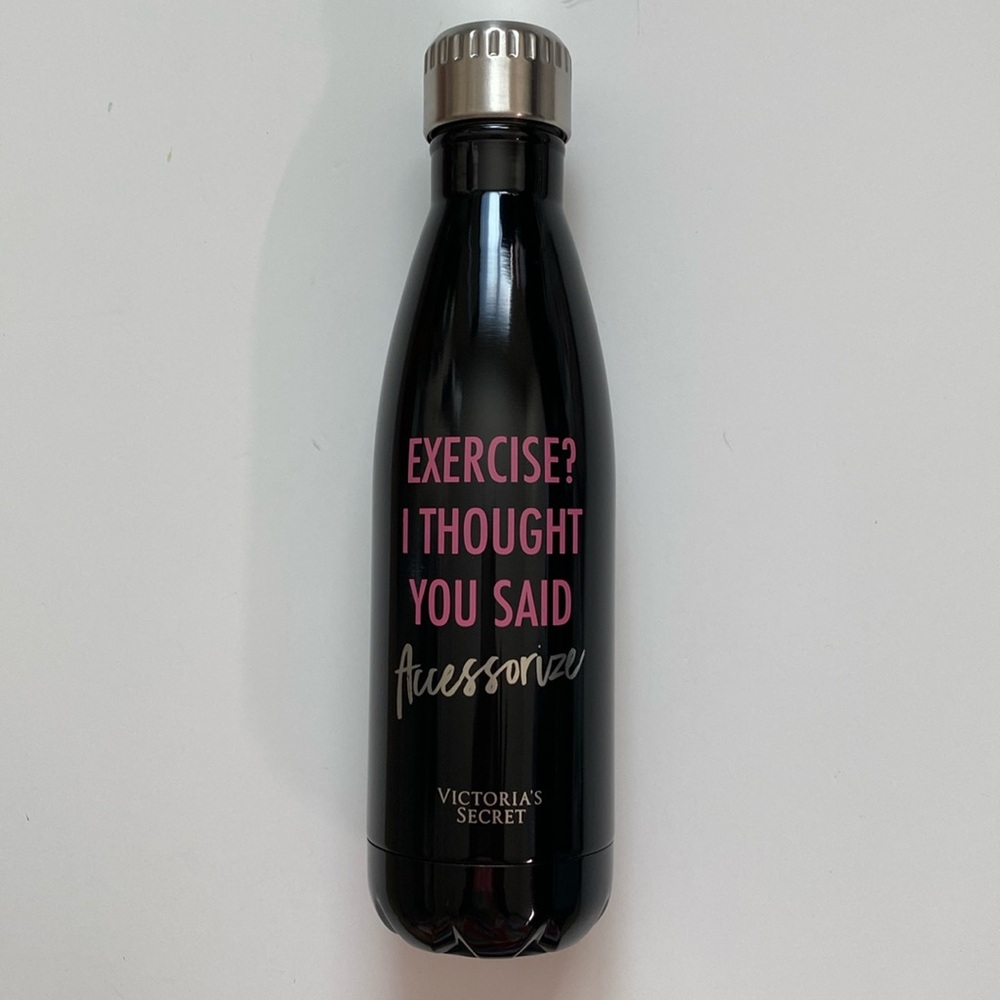 EXERCISE?
I THOUGHT
YOU SAID
Accessorize
VICTORIA'S
SECRET